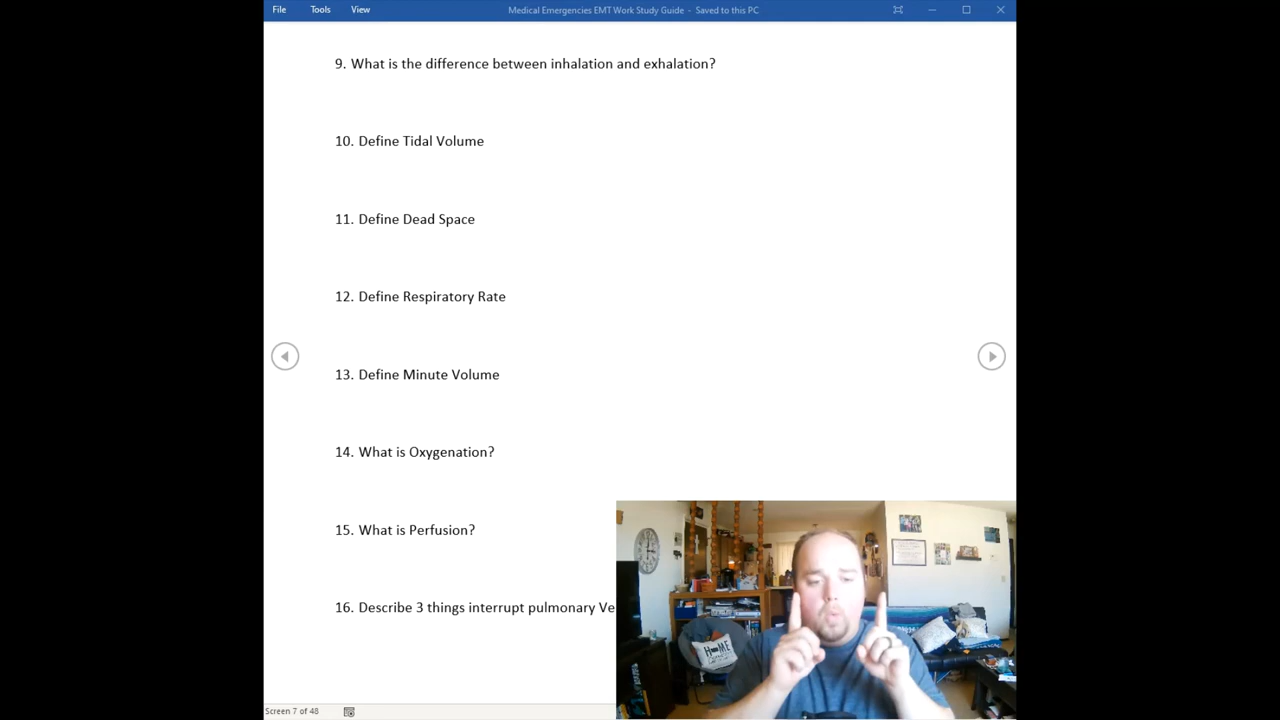 File Tools View Medical Emergencies EMT Work Study Guide - Saved to this PC
9. What is the difference between inhalation and exhalation?
10. Define Tidal Volume
11. Define Dead Space
12. Define Respiratory Rate
13. Define Minute Volume
14. What is Oxygenation?
15. What is Perfusion?
16. Describe 3 things interrupt pulmonary Ve
HOME
Screen 7 of 48